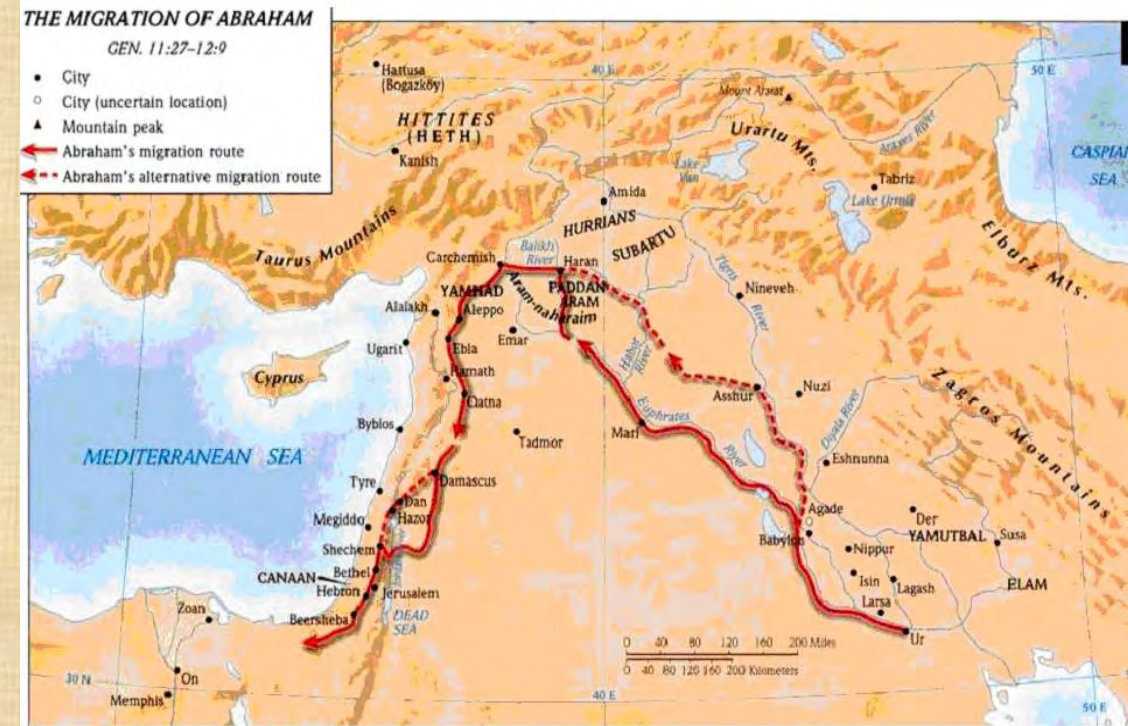 THE MIGRATION OF ABRAHAM
GEN. 11:27–12:9
City
City (uncertain location)
Mountain peak
Abraham's migration route
Abraham's alternative migration route
Hattusa
(Bogazköy)
HITTITES
(HETH)
Kanish
40 E
50 E
Mount Ararat
Urartu Mts.
Araxes River
CASPIAN
SEA
Lake
Van
Tabriz
Lake Urmia
Elburz Mts.
Amida
HURRIANS
SUBARTU
Taurus Mountains
Carchemish
Balikh
River
Haran
PADDAN
ARAM
Aram-naharaim
Tigris
River
Nineveh
YAMHAD
Alalakh
Aleppo
Emar
Ugarit
Ebla
Habor
River
Cyprus
Hamath
Qatna
Asshur
Nuzi
Zagros Mountains
Byblos
Tadmor
Mari
Euphrates
River
Diyala River
Eshnunna
MEDITERRANEAN SEA
Tyre
Damascus
Dan
Hazor
Megiddo
Agade
Babylon
Der
YAMUTBAL
Susa
Shechem
Nippur
Bethel
CANAAN
Hebron
Jerusalem
Isin
Lagash
ELAM
Larsa
Zoan
Beersheba
DEAD
SEA
Ur
0 40 80 120 160 200 Miles
0 40 80 120 160 200 Kilometers
30 N
On
Memphis
40 E
50 E